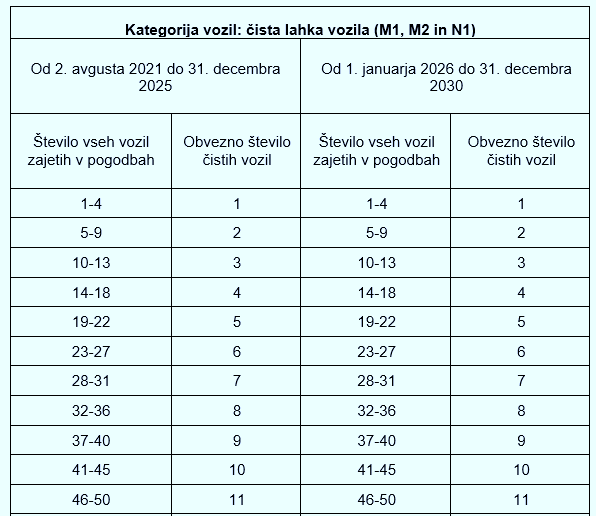 Kategorija vozil: čista lahka vozila (M1, M2 in N1)
Od 2. avgusta 2021 do 31. decembra 2025 Od 1. januarja 2026 do 31. decembra 2030
Število vseh vozil zajetih v pogodbah Obvezno število čistih vozil Število vseh vozil zajetih v pogodbah Obvezno število čistih vozil
1-4 1 1-4 1
5-9 2 5-9 2
10-13 3 10-13 3
14-18 4 14-18 4
19-22 5 19-22 5
23-27 6 23-27 6
28-31 7 28-31 7
32-36 8 32-36 8
37-40 9 37-40 9
41-45 10 41-45 10
46-50 11 46-50 11